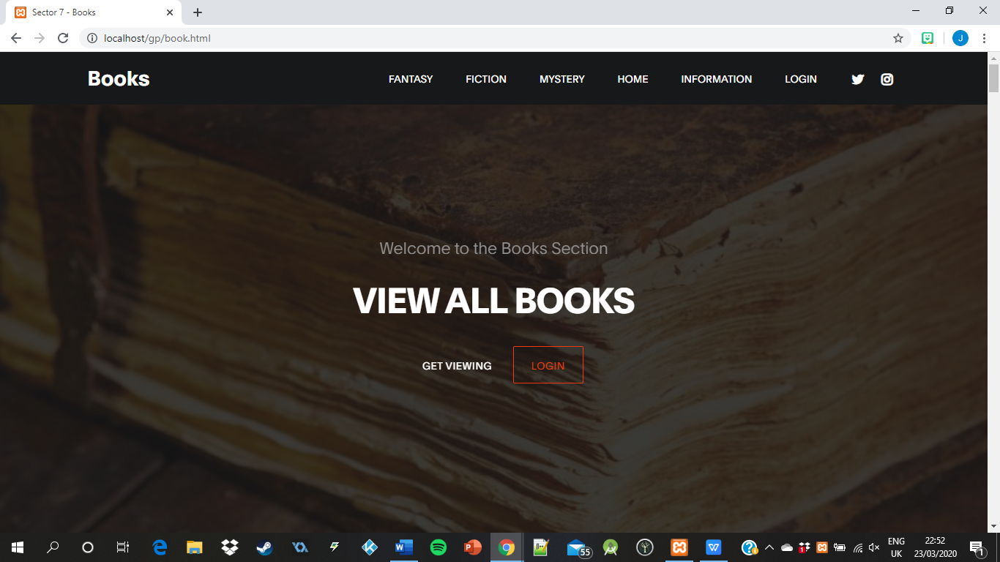 Sector 7 - Books
localhost/gp/book.html
J
Books
FANTASY FICTION MYSTERY HOME INFORMATION LOGIN
Welcome to the Books Section
VIEW ALL BOOKS
GET VIEWING LOGIN
55
1
ENG
UK
22:52
23/03/2020
1